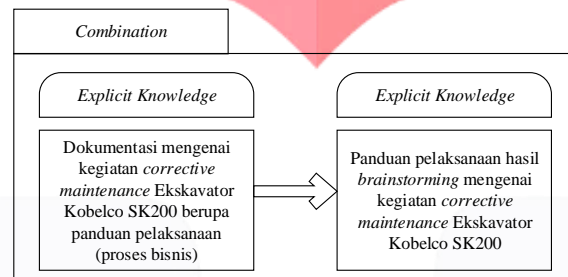 Combination
Explicit Knowledge
Dokumentasi mengenai
kegiatan corrective
maintenance Ekskavator
Kobelco SK200 berupa
panduan pelaksanaan
(proses bisnis)
Explicit Knowledge
Panduan pelaksanaan hasil
brainstorming mengenai
kegiatan corrective
maintenance Ekskavator
Kobelco SK200